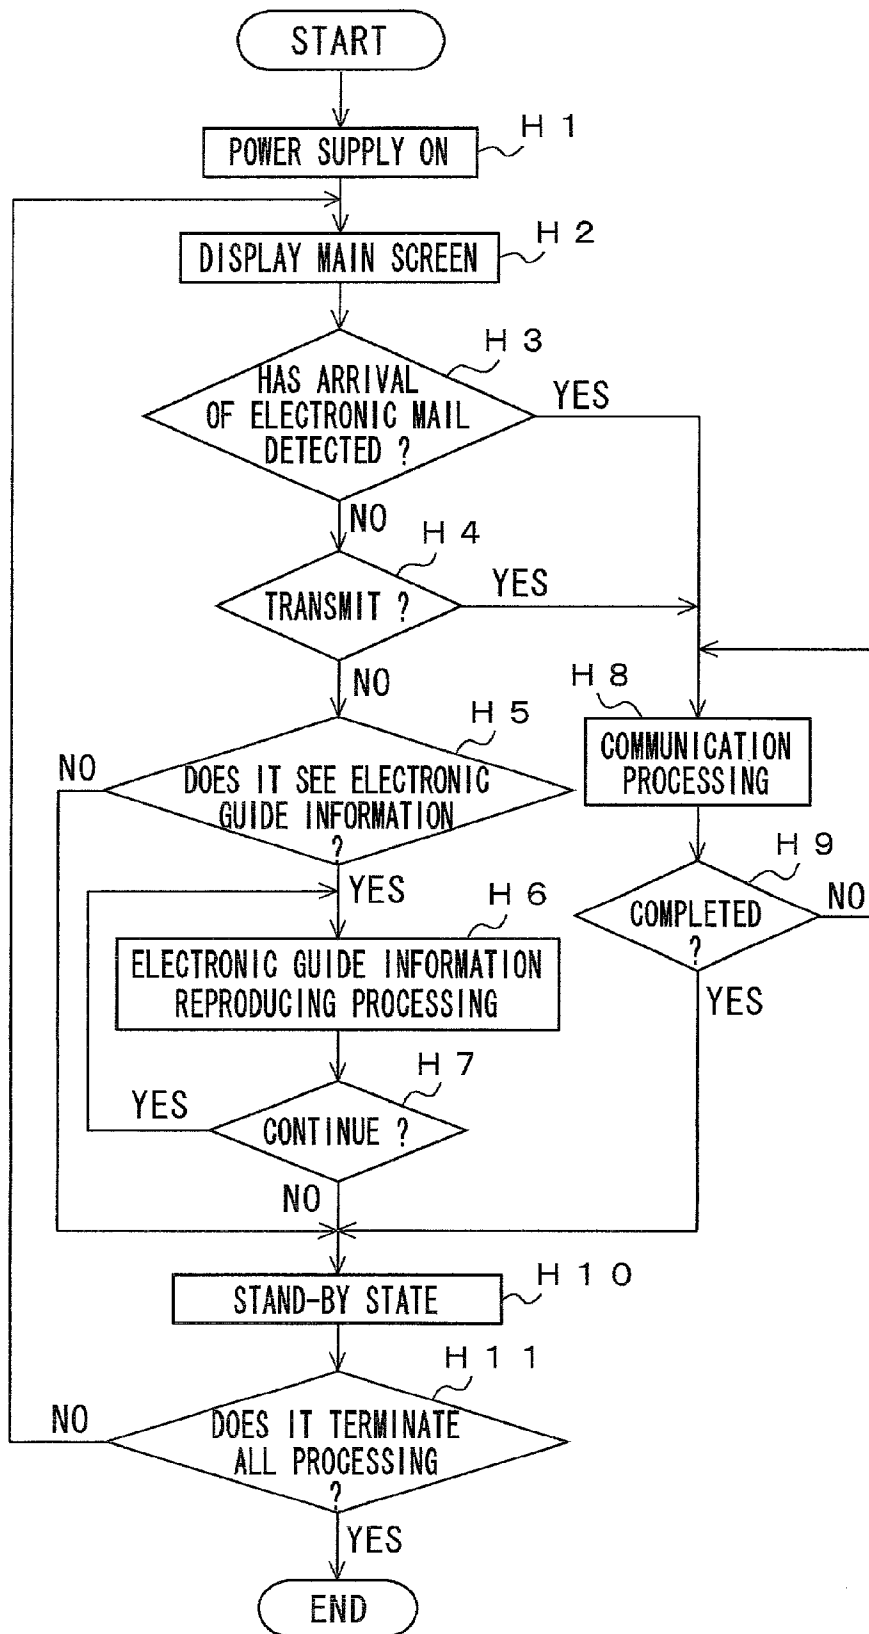 START
H 1
POWER SUPPLY ON
H 2
DISPLAY MAIN SCREEN
H 3
HAS ARRIVAL
OF ELECTRONIC MAIL
DETECTED ?
YES
NO
H 4
TRANSMIT ?
YES
NO
H 5
DOES IT SEE ELECTRONIC
GUIDE INFORMATION
?
NO
YES
H 6
ELECTRONIC GUIDE INFORMATION
REPRODUCING PROCESSING
H 7
CONTINUE ?
YES
NO
H 8
COMMUNICATION
PROCESSING
H 9
COMPLETED
?
NO
YES
H 1 0
STAND-BY STATE
H 1 1
DOES IT TERMINATE
ALL PROCESSING
?
NO
YES
END